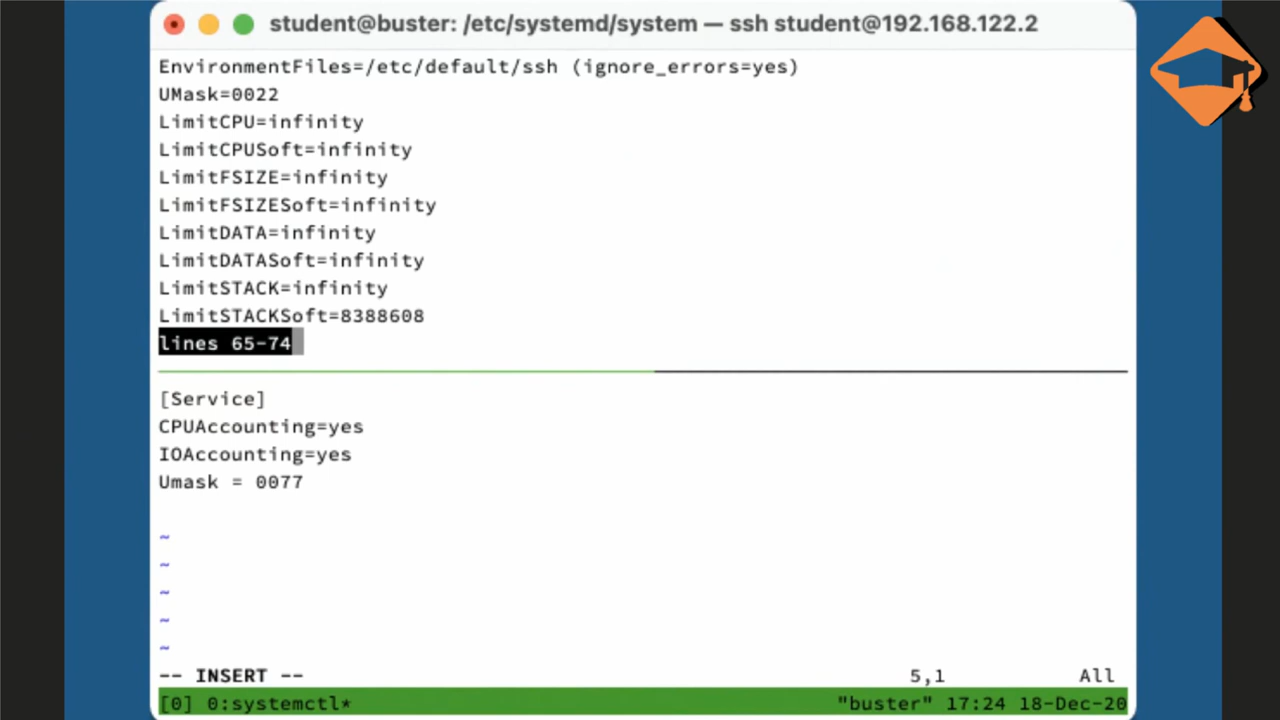 student@buster: /etc/systemd/system — ssh student@192.168.122.2
EnvironmentFiles=/etc/default/ssh (ignore_errors=yes)
UMask=0022
LimitCPU=infinity
LimitCPUSoft=infinity
LimitFSIZE=infinity
LimitFSIZESoft=infinity
LimitDATA=infinity
LimitDATASoft=infinity
LimitSTACK=infinity
LimitSTACKSoft=8388608
lines 65-74
[Service]
CPUAccounting=yes
IOAccounting=yes
Umask = 0077
~
~
~
~
~
-- INSERT -- 5,1 All
[0] 0:systemctl* "buster" 17:24 18-Dec-20